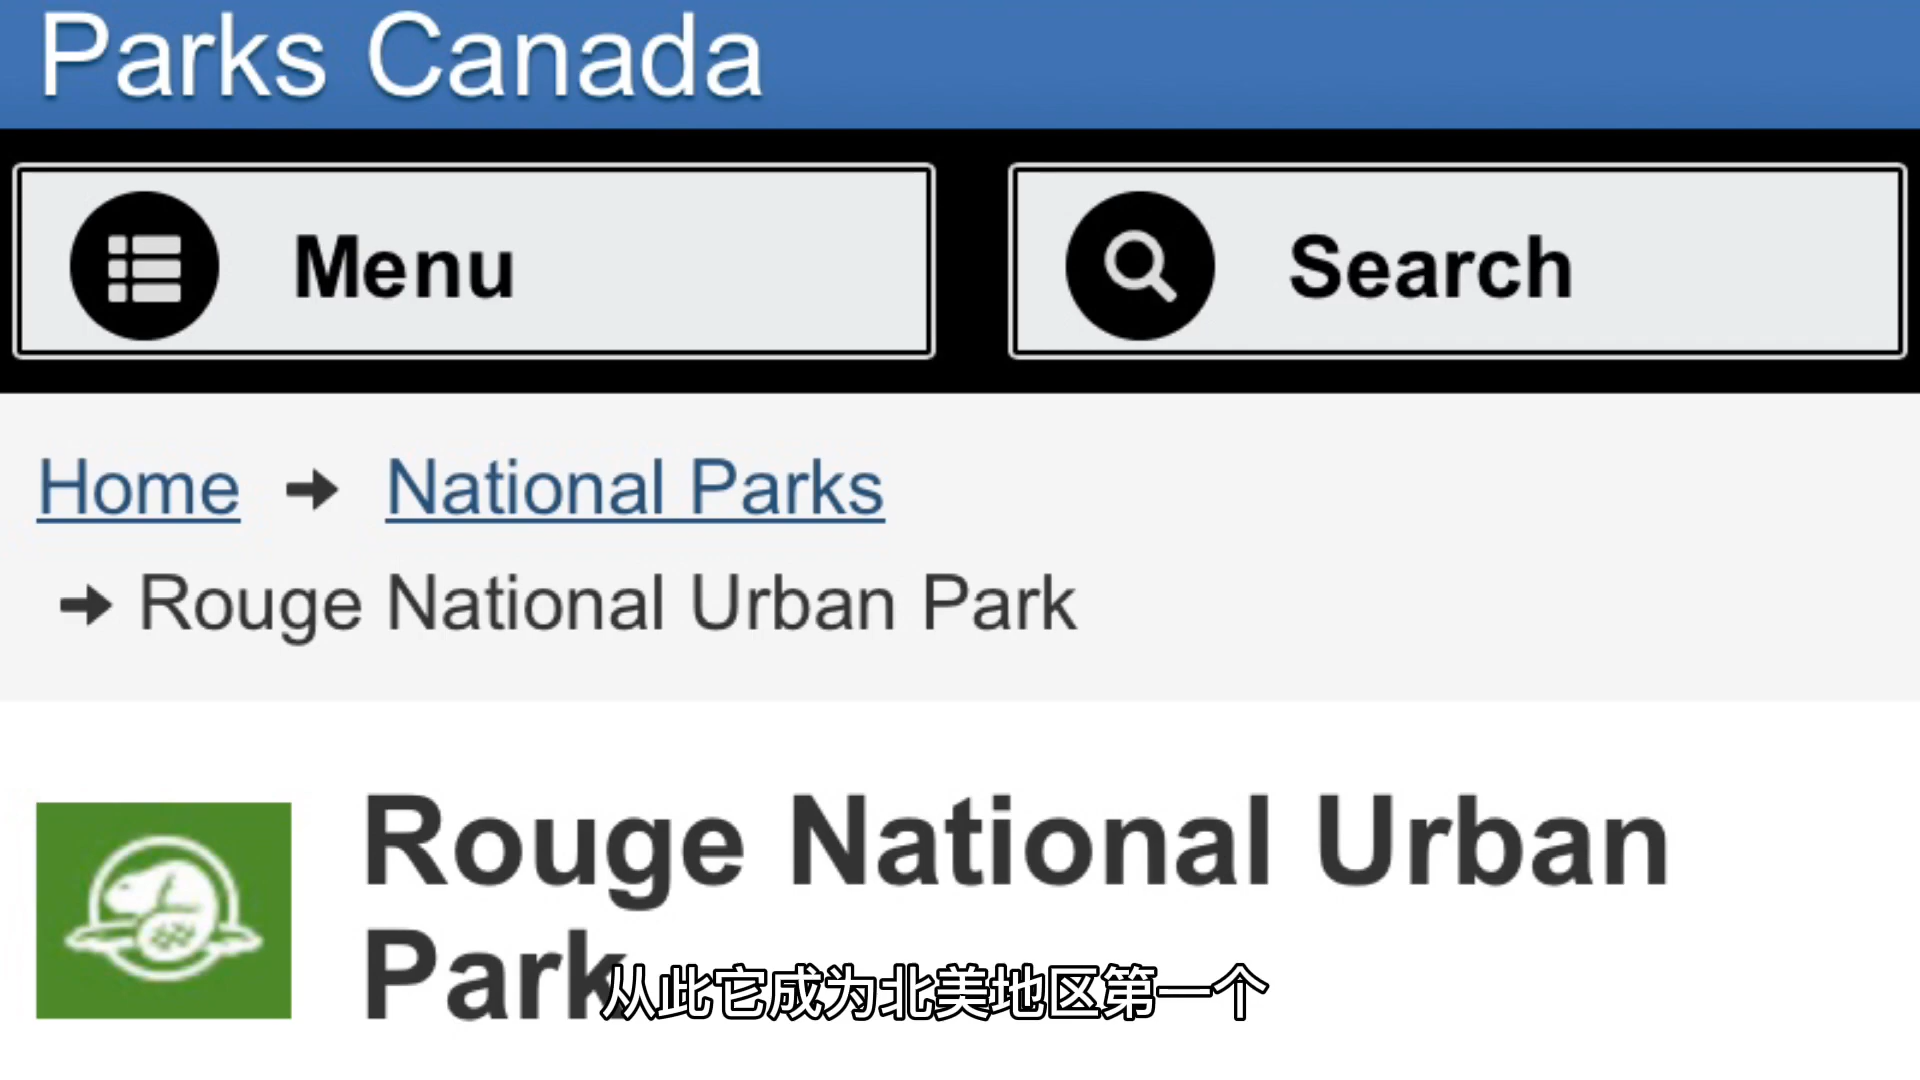 Parks Canada
Menu
Search
Home → National Parks
→ Rouge National Urban Park
Rouge National Urban
Park
从此它成为北美地区第一个